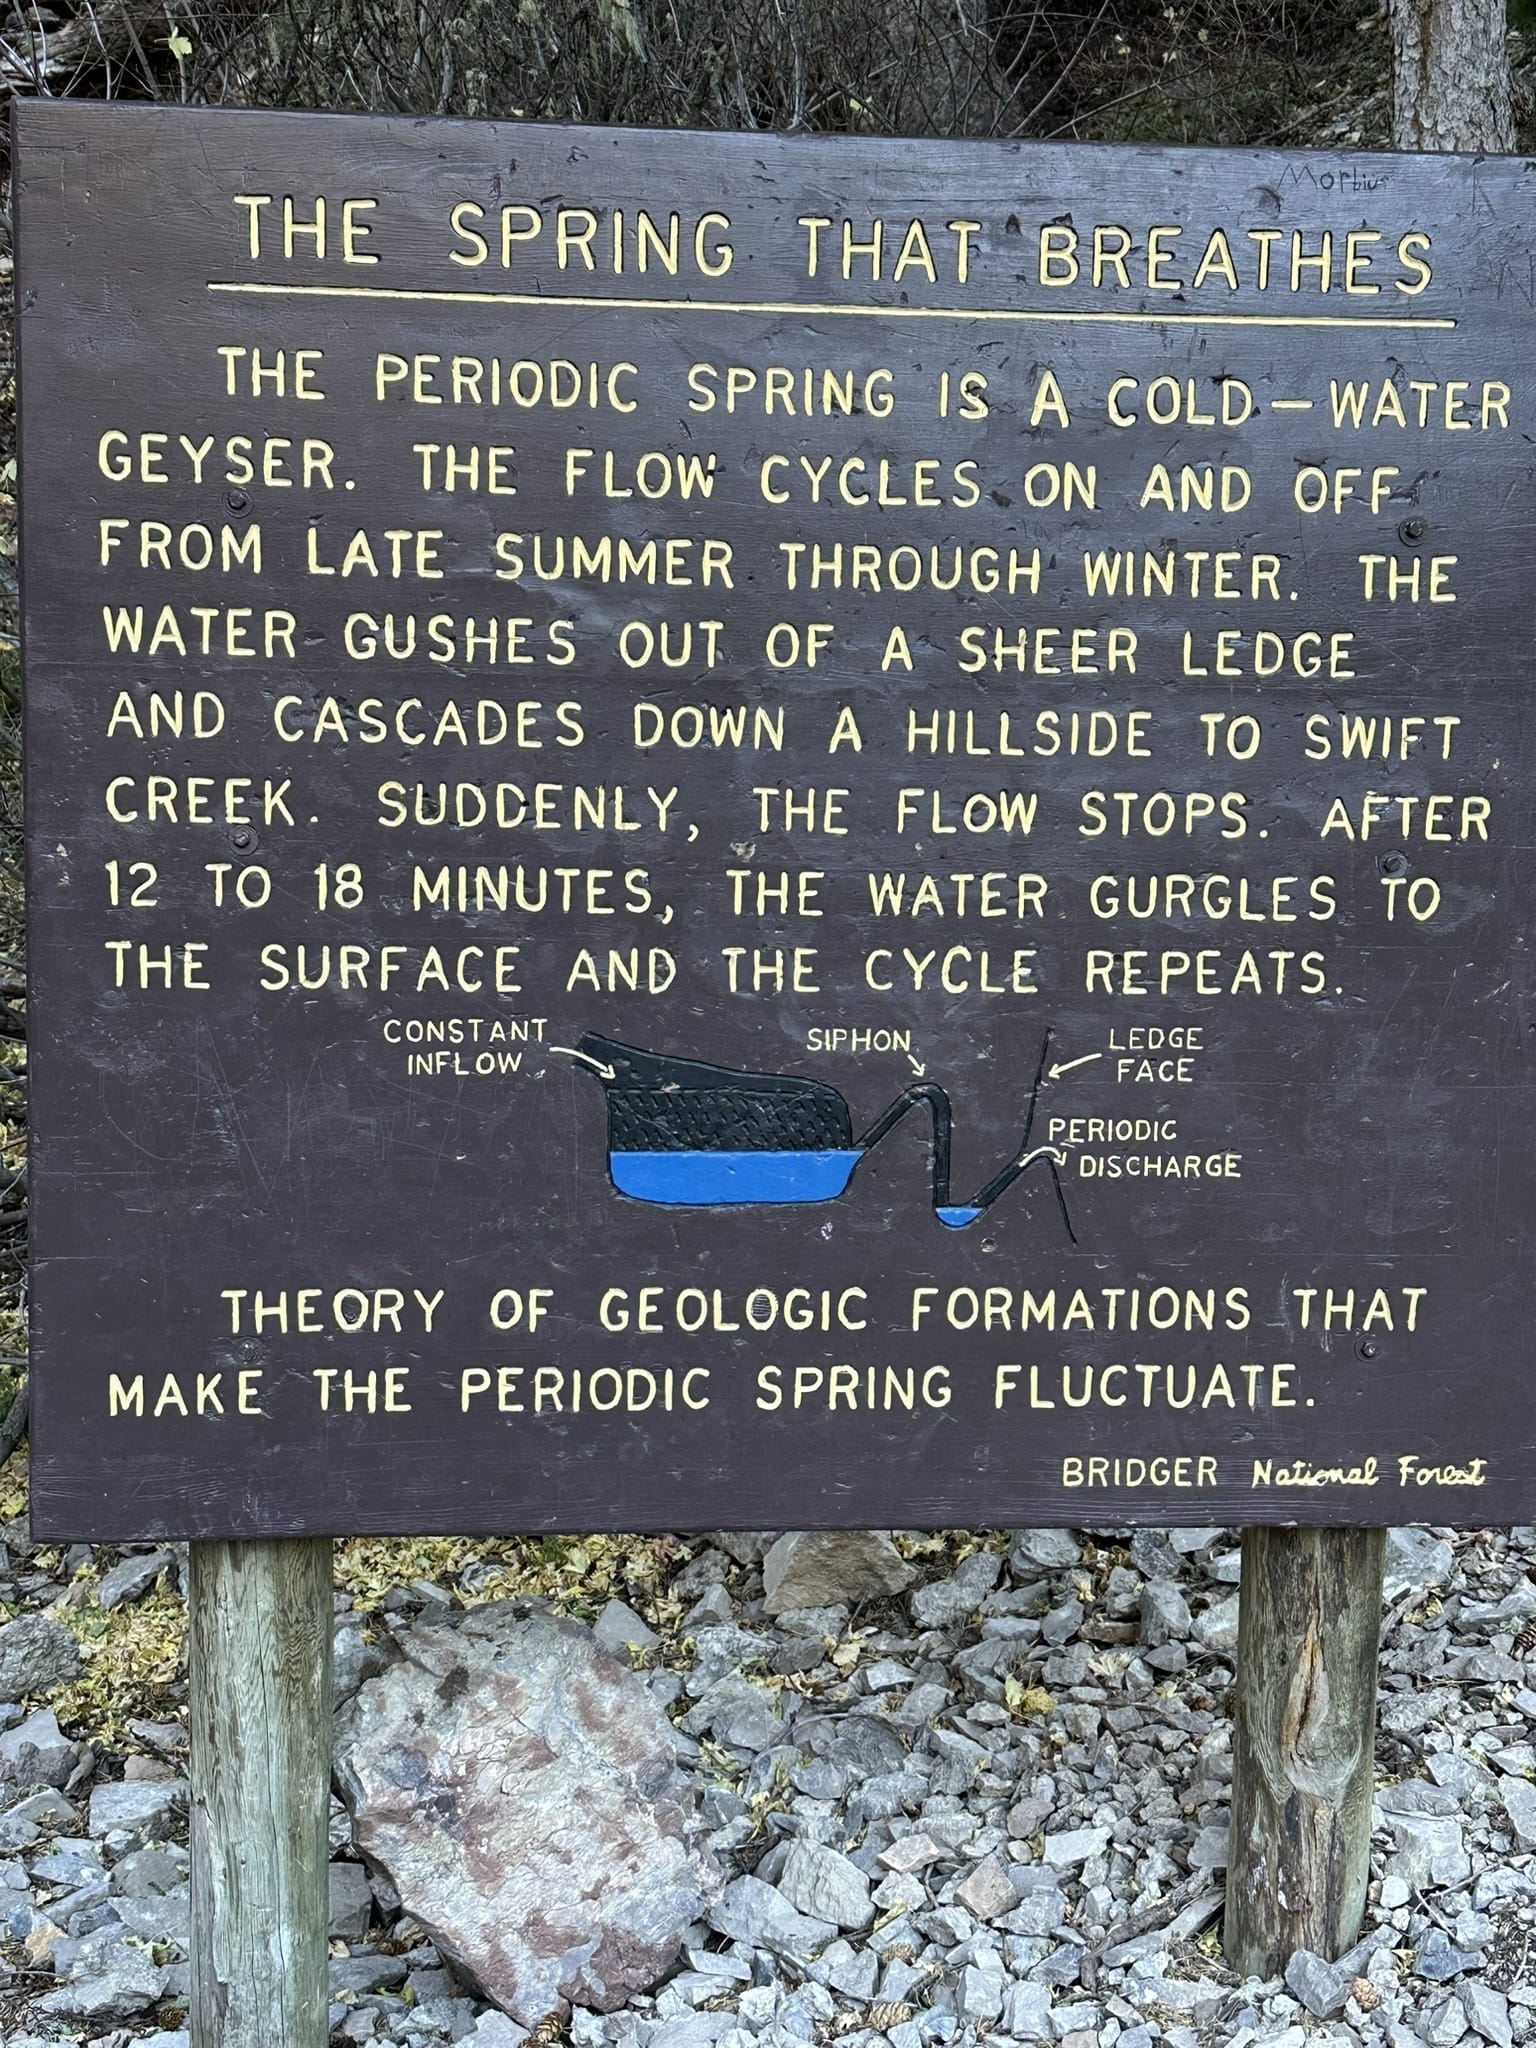 Morbius
THE SPRING THAT BREATHES
THE PERIODIC SPRING IS A COLD—WATER
GEYSER. THE FLOW CYCLES ON AND OFF
FROM LATE SUMMER THROUGH WINTER. THE
WATER GUSHES OUT OF A SHEER LEDGE
AND CASCADES DOWN A HILLSIDE TO SWIFT
CREEK. SUDDENLY, THE FLOW STOPS. AFTER
12 TO 18 MINUTES, THE WATER GURGLES TO
THE SURFACE AND THE CYCLE REPEATS.
CONSTANT
INFLOW
SIPHON
LEDGE
FACE
PERIODIC
DISCHARGE
THEORY OF GEOLOGIC FORMATIONS THAT
MAKE THE PERIODIC SPRING FLUCTUATE.
BRIDGER National Forest